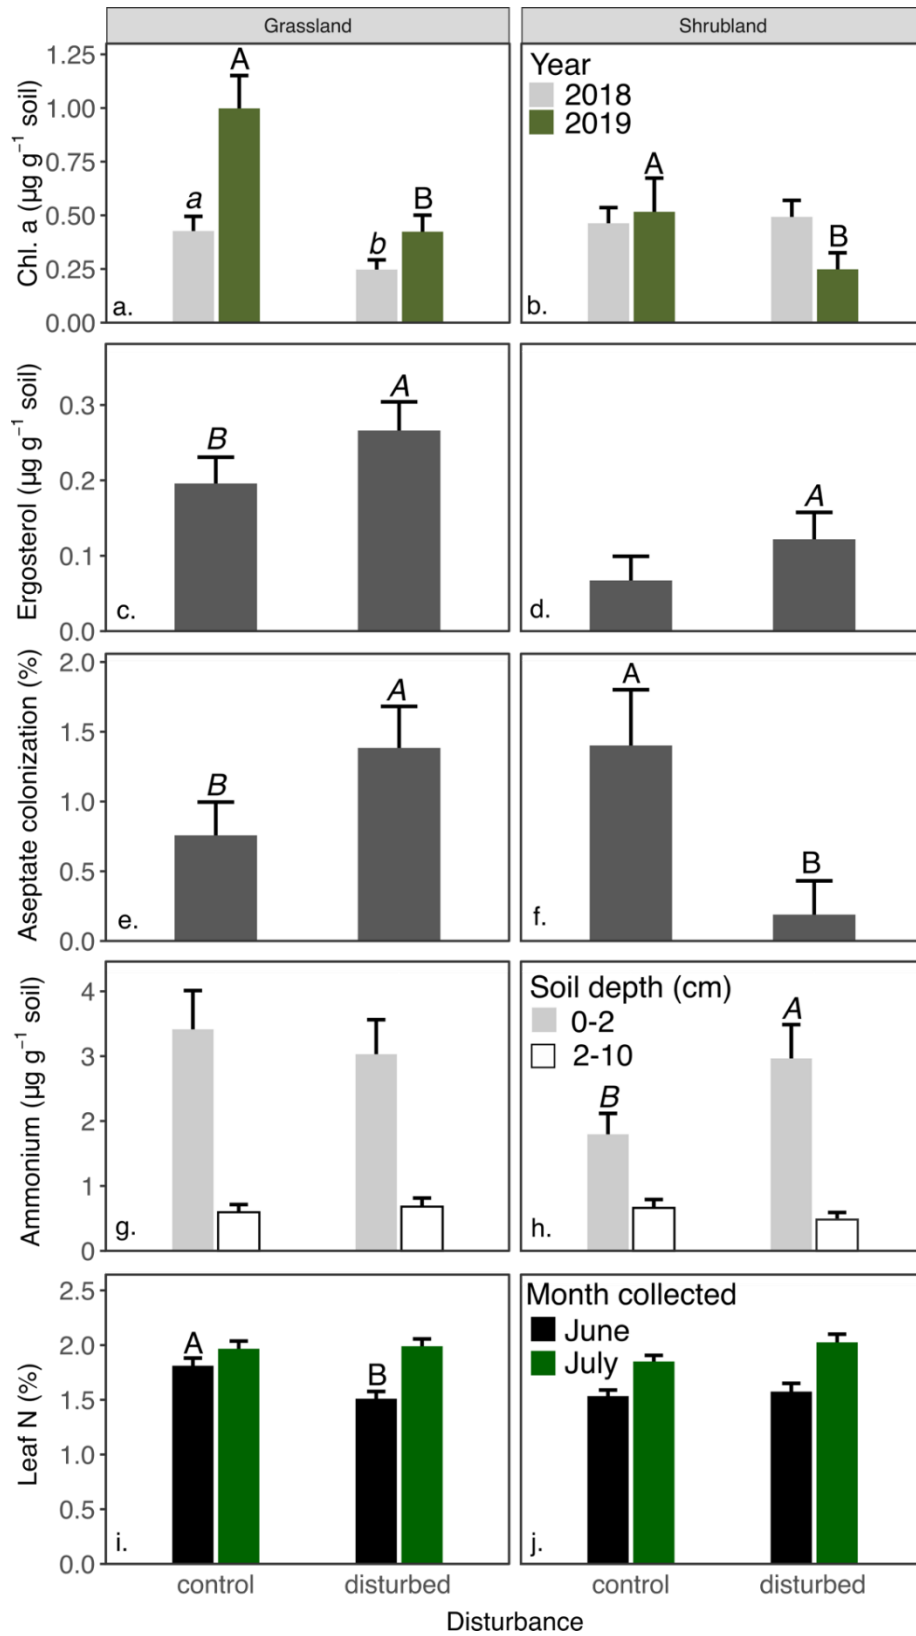 Grassland
Shrubland
Chl. a (µg g⁻¹ soil)
1.25
1.00
0.75
0.50
0.25
0.00
a
A
b
B
a.
Year
2018
2019
A
B
b.
Ergosterol (µg g⁻¹ soil)
0.3
0.2
0.1
0.0
B
A
c.
A
d.
Aseptate colonization (%)
2.0
1.5
1.0
0.5
0.0
B
A
e.
A
B
f.
Ammonium (µg g⁻¹ soil)
4
3
2
1
0
g.
Soil depth (cm)
0-2
2-10
B
A
h.
Leaf N (%)
2.5
2.0
1.5
1.0
0.5
0.0
A
B
i.
Month collected
June
July
j.
control
disturbed
control
disturbed
Disturbance